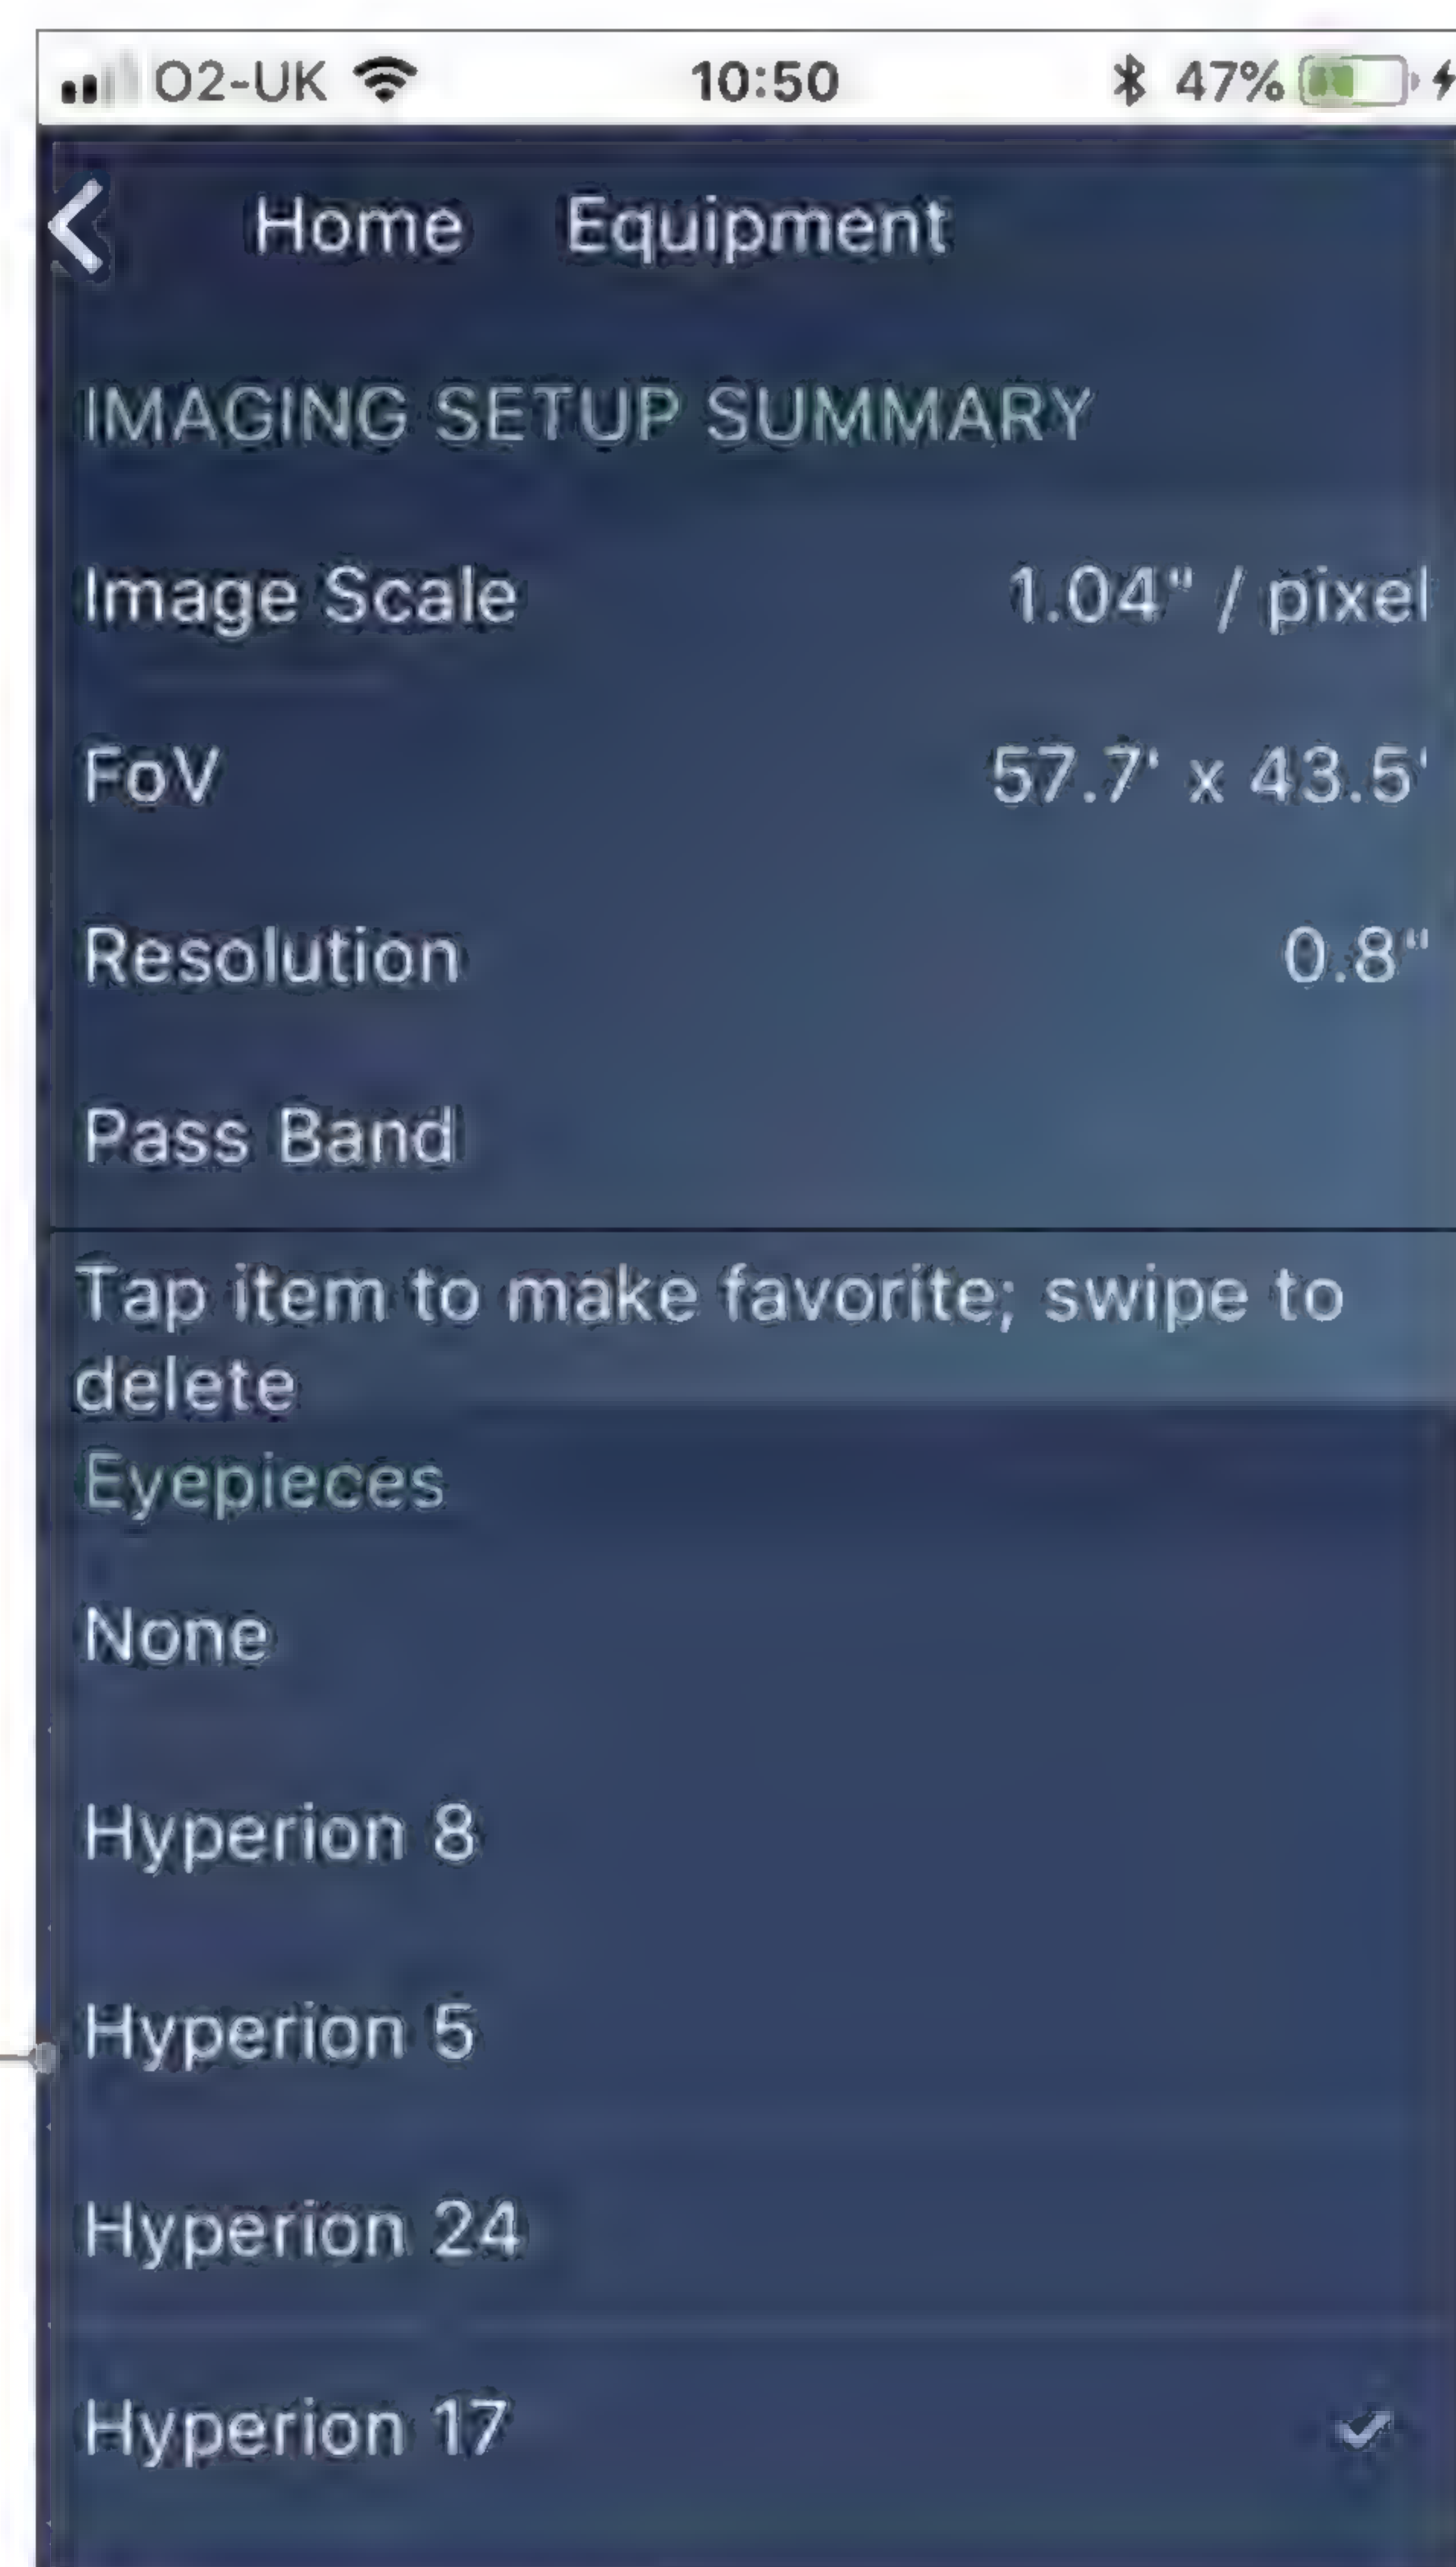 O2-UK 10:50 47%
Home Equipment
IMAGING SETUP SUMMARY
Image Scale 1.04" / pixel
FoV 57.7' x 43.5'
Resolution 0.8"
Pass Band
Tap item to make favorite; swipe to
delete
Eyepieces
None
Hyperion 8
Hyperion 5
Hyperion 24
Hyperion 17